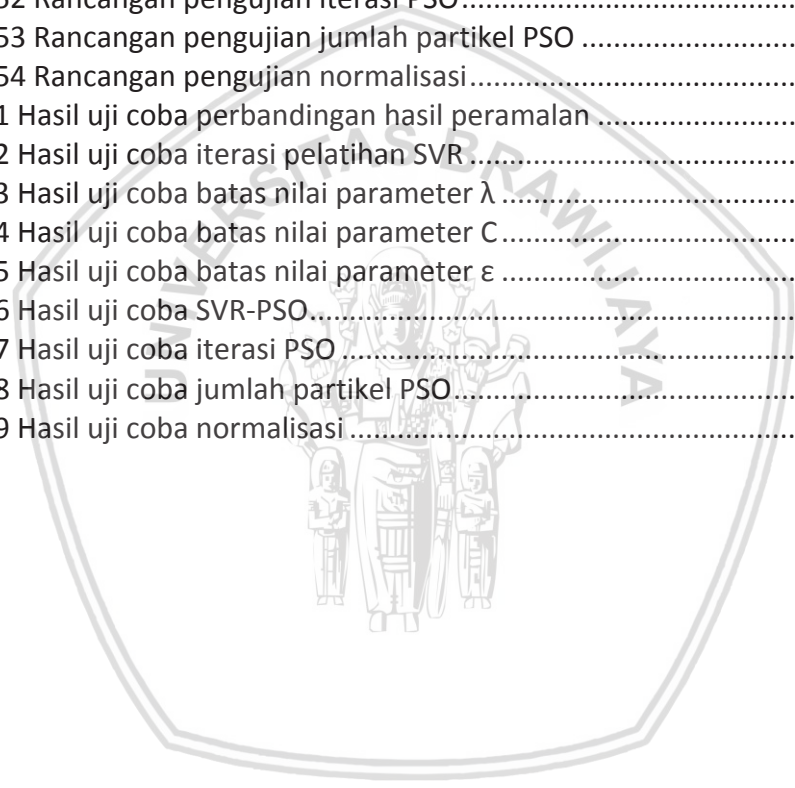 52 Rancangan pengujian iterasi PSO.......................................
53 Rancangan pengujian jumlah partikel PSO ............................
54 Rancangan pengujian normalisasi..........................................
1 Hasil uji coba perbandingan hasil peramalan .........................
2 Hasil uji coba iterasi pelatihan SVR..........................................
3 Hasil uji coba batas nilai parameter λ ......................................
4 Hasil uji coba batas nilai parameter C......................................
5 Hasil uji coba batas nilai parameter ε ......................................
6 Hasil uji coba SVR-PSO..............................................................
7 Hasil uji coba iterasi PSO ..........................................................
8 Hasil uji coba jumlah partikel PSO............................................
9 Hasil uji coba normalisasi .........................................................
UNIVERSITAS BRAWIJAYA